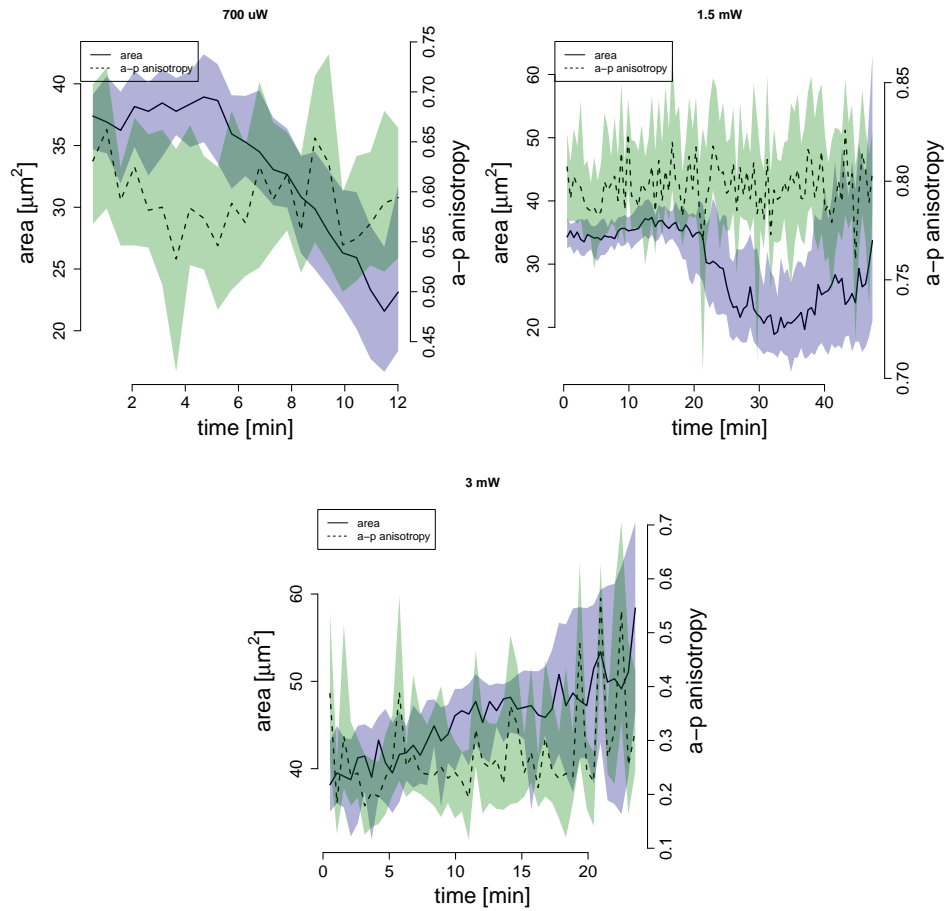 700 uW
area
a−p anisotropy
area [μm²]
20
25
30
35
40
a−p anisotropy
0.45
0.50
0.55
0.60
0.65
0.70
0.75
2 4 6 8 10 12
time [min]
1.5 mW
area
a−p anisotropy
area [μm²]
20
30
40
50
60
a−p anisotropy
0.70
0.75
0.80
0.85
0 10 20 30 40
time [min]
3 mW
area
a−p anisotropy
area [μm²]
40
50
60
a−p anisotropy
0.1
0.2
0.3
0.4
0.5
0.6
0.7
0 5 10 15 20
time [min]